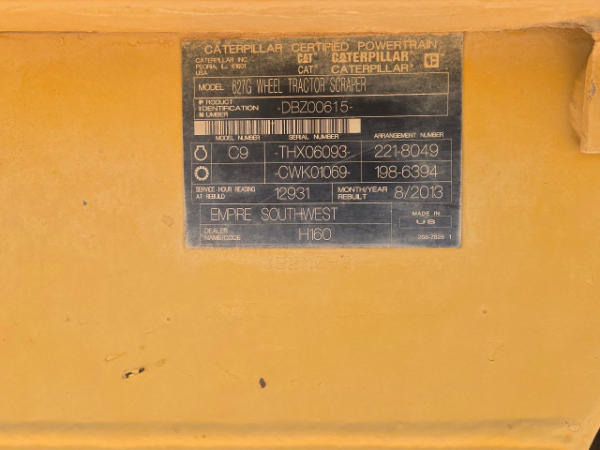 CATERPILLAR CERTIFIED POWERTRAIN
CATERPILLAR INC.
PEORIA, IL 61601
USA
CAT CATERPILLAR
CAT CATERPILLAR
MODEL 627G WHEEL TRACTOR SCRAPER
PRODUCT IDENTIFICATION NUMBER -DBZ00615-
MODEL NUMBER SERIAL NUMBER ARRANGEMENT NUMBER
C9 -THX06093- 221-8049
-CWK01069- 198-6394
SERVICE HOUR READING AT REBUILD 12931 MONTH/YEAR REBUILT 8/2013
EMPIRE SOUTHWEST MADE IN US
DEALER NAME/CODE H160